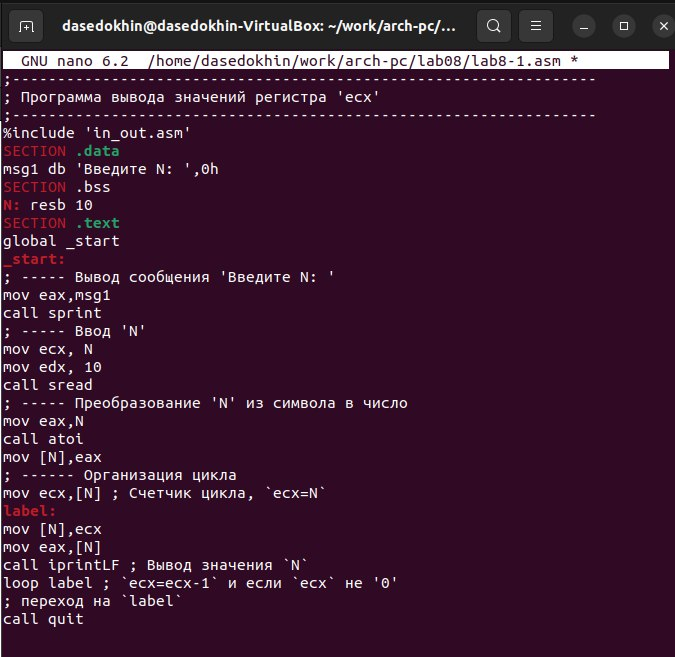 dasedokhin@dasedokhin-VirtualBox: ~/work/arch-pc/...
GNU nano 6.2 /home/dasedokhin/work/arch-pc/lab08/lab8-1.asm *
;-----------------------------------------------------------------
; Программа вывода значений регистра 'ecx'
;-----------------------------------------------------------------
%include 'in_out.asm'
SECTION .data
msg1 db 'Введите N: ',0h
SECTION .bss
N: resb 10
SECTION .text
global _start
_start:
; ----- Вывод сообщения 'Введите N: '
mov eax,msg1
call sprint
; ----- Ввод 'N'
mov ecx, N
mov edx, 10
call sread
; ----- Преобразование 'N' из символа в число
mov eax,N
call atoi
mov [N],eax
; ------ Организация цикла
mov ecx,[N] ; Счетчик цикла, `ecx=N`
label:
mov [N],ecx
mov eax,[N]
call iprintLF ; Вывод значения `N`
loop label ; `ecx=ecx-1` и если `ecx` не '0'
; переход на `label`
call quit